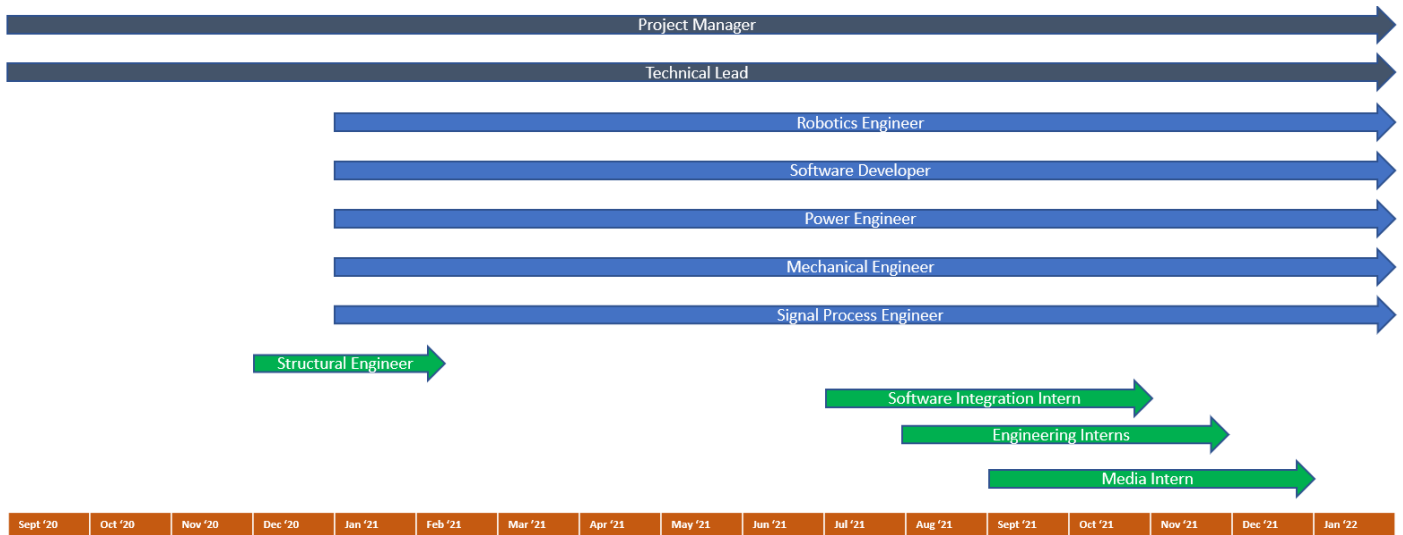 Project Manager
Technical Lead
Robotics Engineer
Software Developer
Power Engineer
Mechanical Engineer
Signal Process Engineer
Structural Engineer
Software Integration Intern
Engineering Interns
Media Intern
Sept ‘20 Oct ‘20 Nov ‘20 Dec ‘20 Jan ‘21 Feb ‘21 Mar ‘21 Apr ‘21 May ‘21 Jun ‘21 Jul ‘21 Aug ‘21 Sept ‘21 Oct ‘21 Nov ‘21 Dec ‘21 Jan ‘22